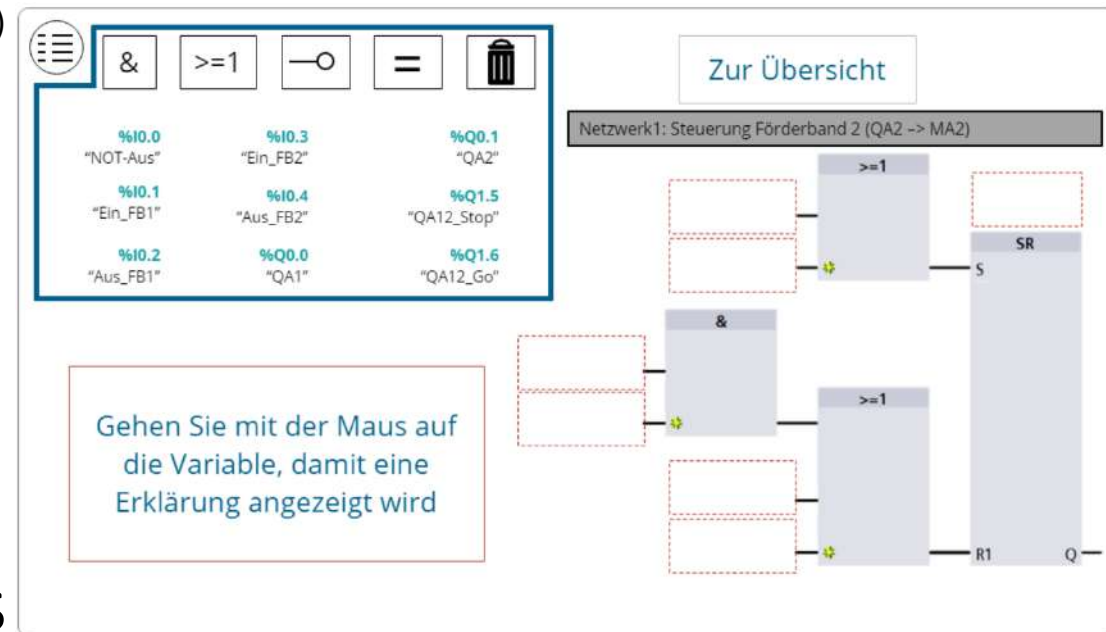 & >=1 =
%I0.0 %I0.3 %Q0.1
"NOT-Aus" "Ein_FB2" "QA2"
%I0.1 %I0.4 %Q1.5
"Ein_FB1" "Aus_FB2" "QA12_Stop"
%I0.2 %Q0.0 %Q1.6
"Aus_FB1" "QA1" "QA12_Go"
Gehen Sie mit der Maus auf
die Variable, damit eine
Erklärung angezeigt wird
Zur Übersicht
Netzwerk1: Steuerung Förderband 2 (QA2 –> MA2)
>=1
SR
S
&
>=1
R1 Q